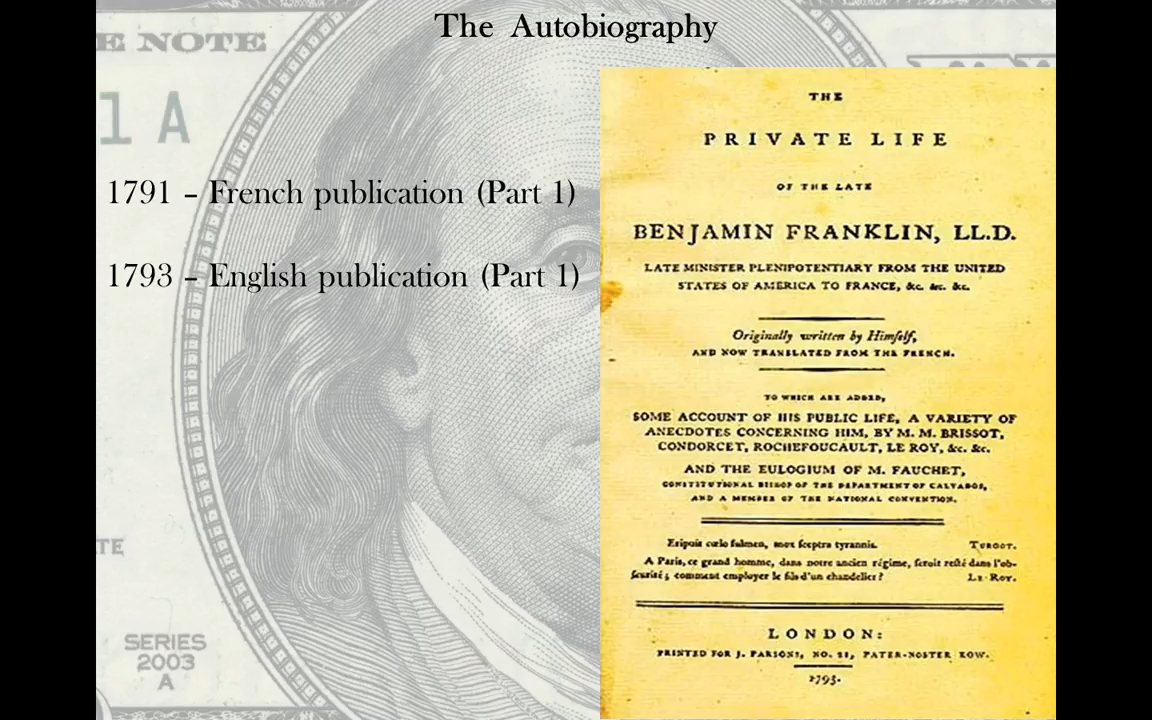 The Autobiography
E NOTE
1 A
1791 – French publication (Part 1)
1793 – English publication (Part 1)
TE
SERIES
2003
A
THE
PRIVATE LIFE
OF THE LATE
BENJAMIN FRANKLIN, LL.D.
LATE MINISTER PLENIPOTENTIARY FROM THE UNITED
STATES OF AMERICA TO FRANCE, &c. &c. &c.
Originally written by Himſelf,
AND NOW TRANSLATED FROM THE FRENCH.
TO WHICH ARE ADDED,
SOME ACCOUNT OF HIS PUBLIC LIFE, A VARIETY OF
ANECDOTES CONCERNING HIM, BY M. M. BRISSOT,
CONDORCET, ROCHEFOUCAULT, LE ROY, &c. &c.
AND THE EULOGIUM OF M. FAUCHET,
CONSTITUTIONAL BISHOP OF THE DEPARTMENT OF CALVADOS,
AND A MEMBER OF THE NATIONAL CONVENTION.
Eripuit cœlo fulmen, mox ſceptra tyrannis. TURGOT.
A Paris, ce grand homme, dans notre ancien régime, ſeroit reſté dans l'ob-
ſcurité; comment employer le fils d'un chandelier? LE ROY.
LONDON:
PRINTED FOR J. PARSONS, NO. 21, PATER-NOSTER ROW.
1793.